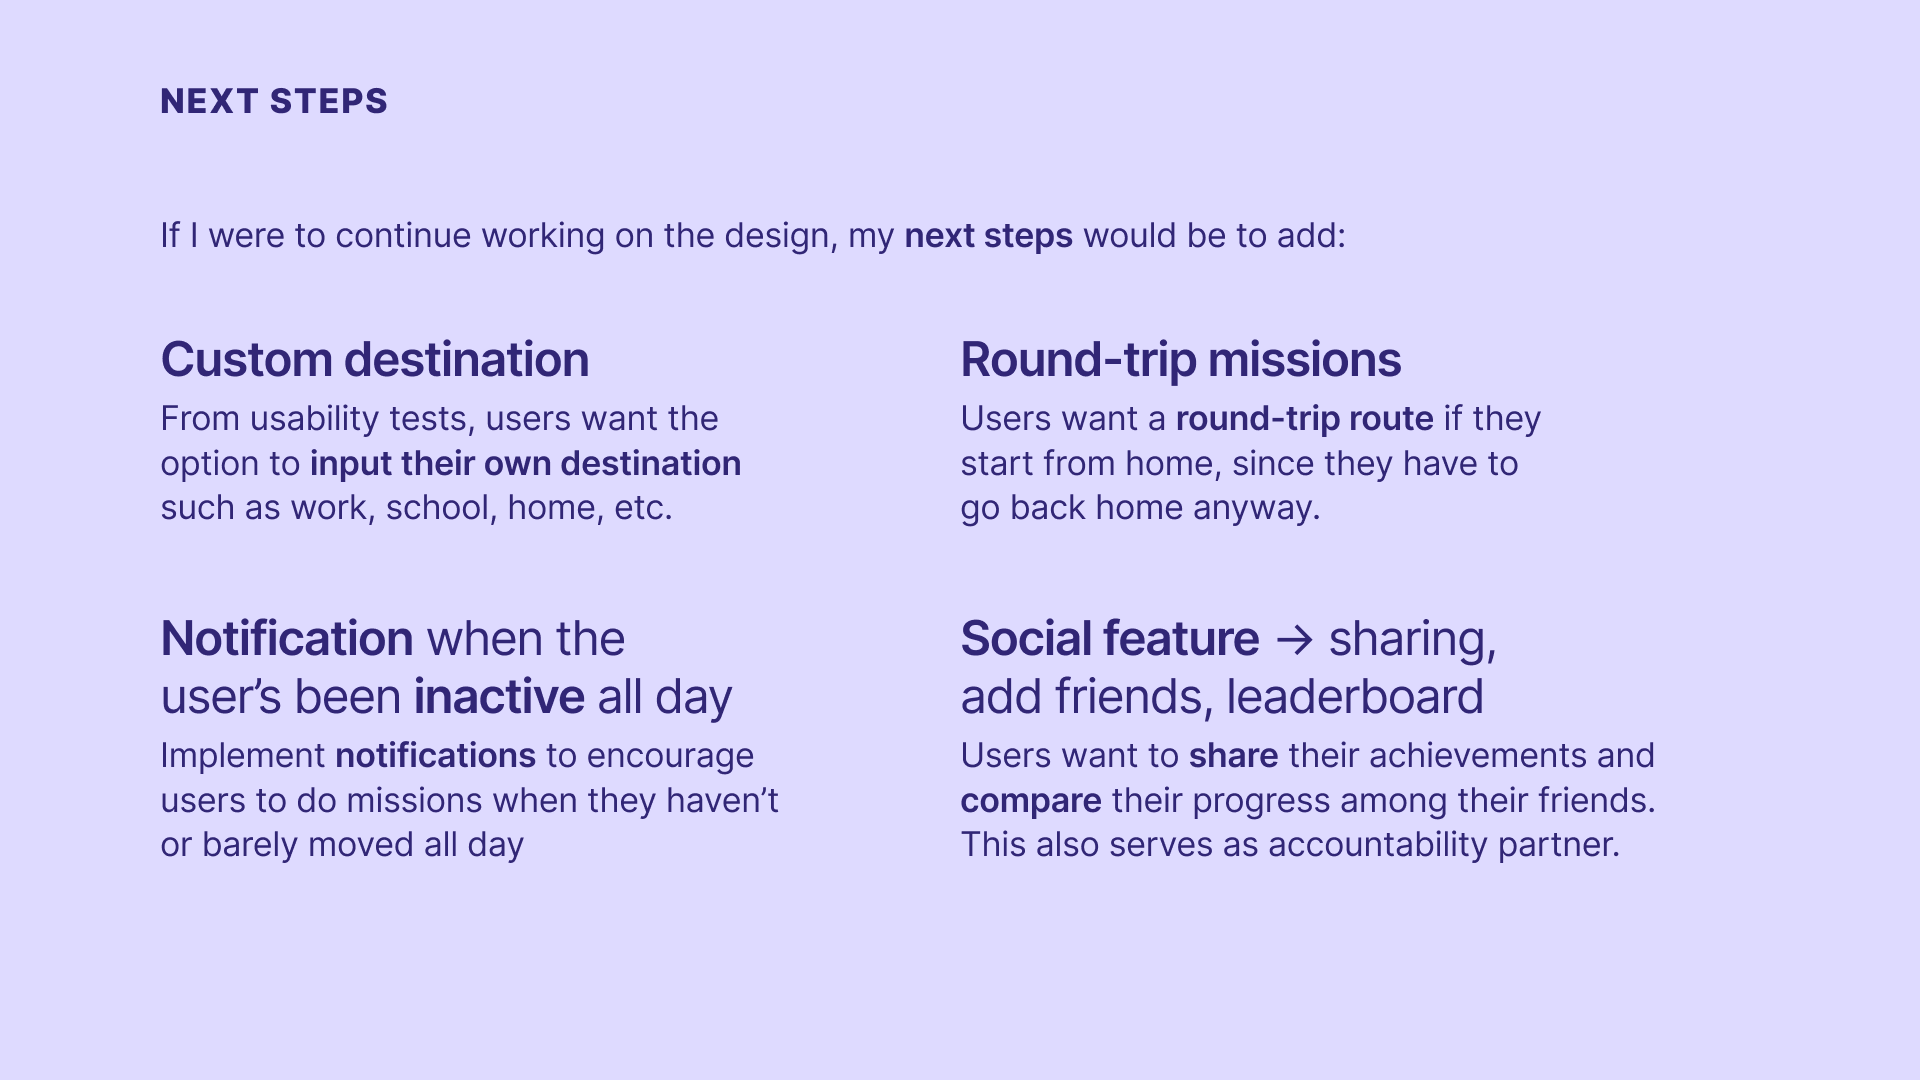 NEXT STEPS
If I were to continue working on the design, my next steps would be to add:
Custom destination
From usability tests, users want the
option to input their own destination
such as work, school, home, etc.
Round-trip missions
Users want a round-trip route if they
start from home, since they have to
go back home anyway.
Notification when the
user’s been inactive all day
Implement notifications to encourage
users to do missions when they haven’t
or barely moved all day
Social feature → sharing,
add friends, leaderboard
Users want to share their achievements and
compare their progress among their friends.
This also serves as accountability partner.